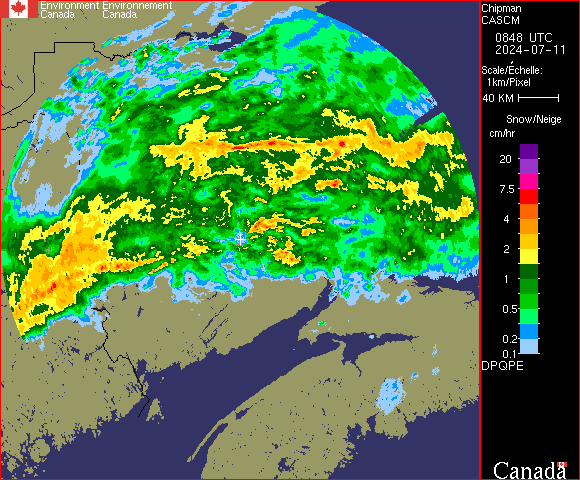 Environment Environnement
Canada Canada
Chipman
CASCM
0848 UTC
2024-07-11
Scale/Échelle:
1km/Pixel
40 KM
Snow/Neige
cm/hr
20
7.5
4
2
1
0.5
0.2
0.1
DPQPE
Canada